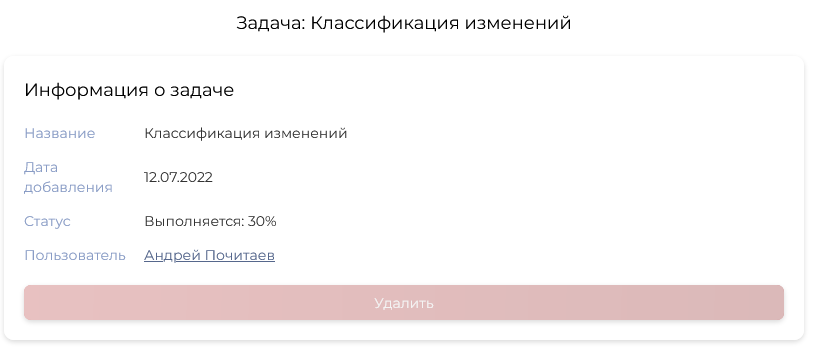 Задача: Классификация изменений
Информация о задаче
Название Классификация изменений
Дата
добавления 12.07.2022
Статус Выполняется: 30%
Пользователь Андрей Почитаев
Удалить